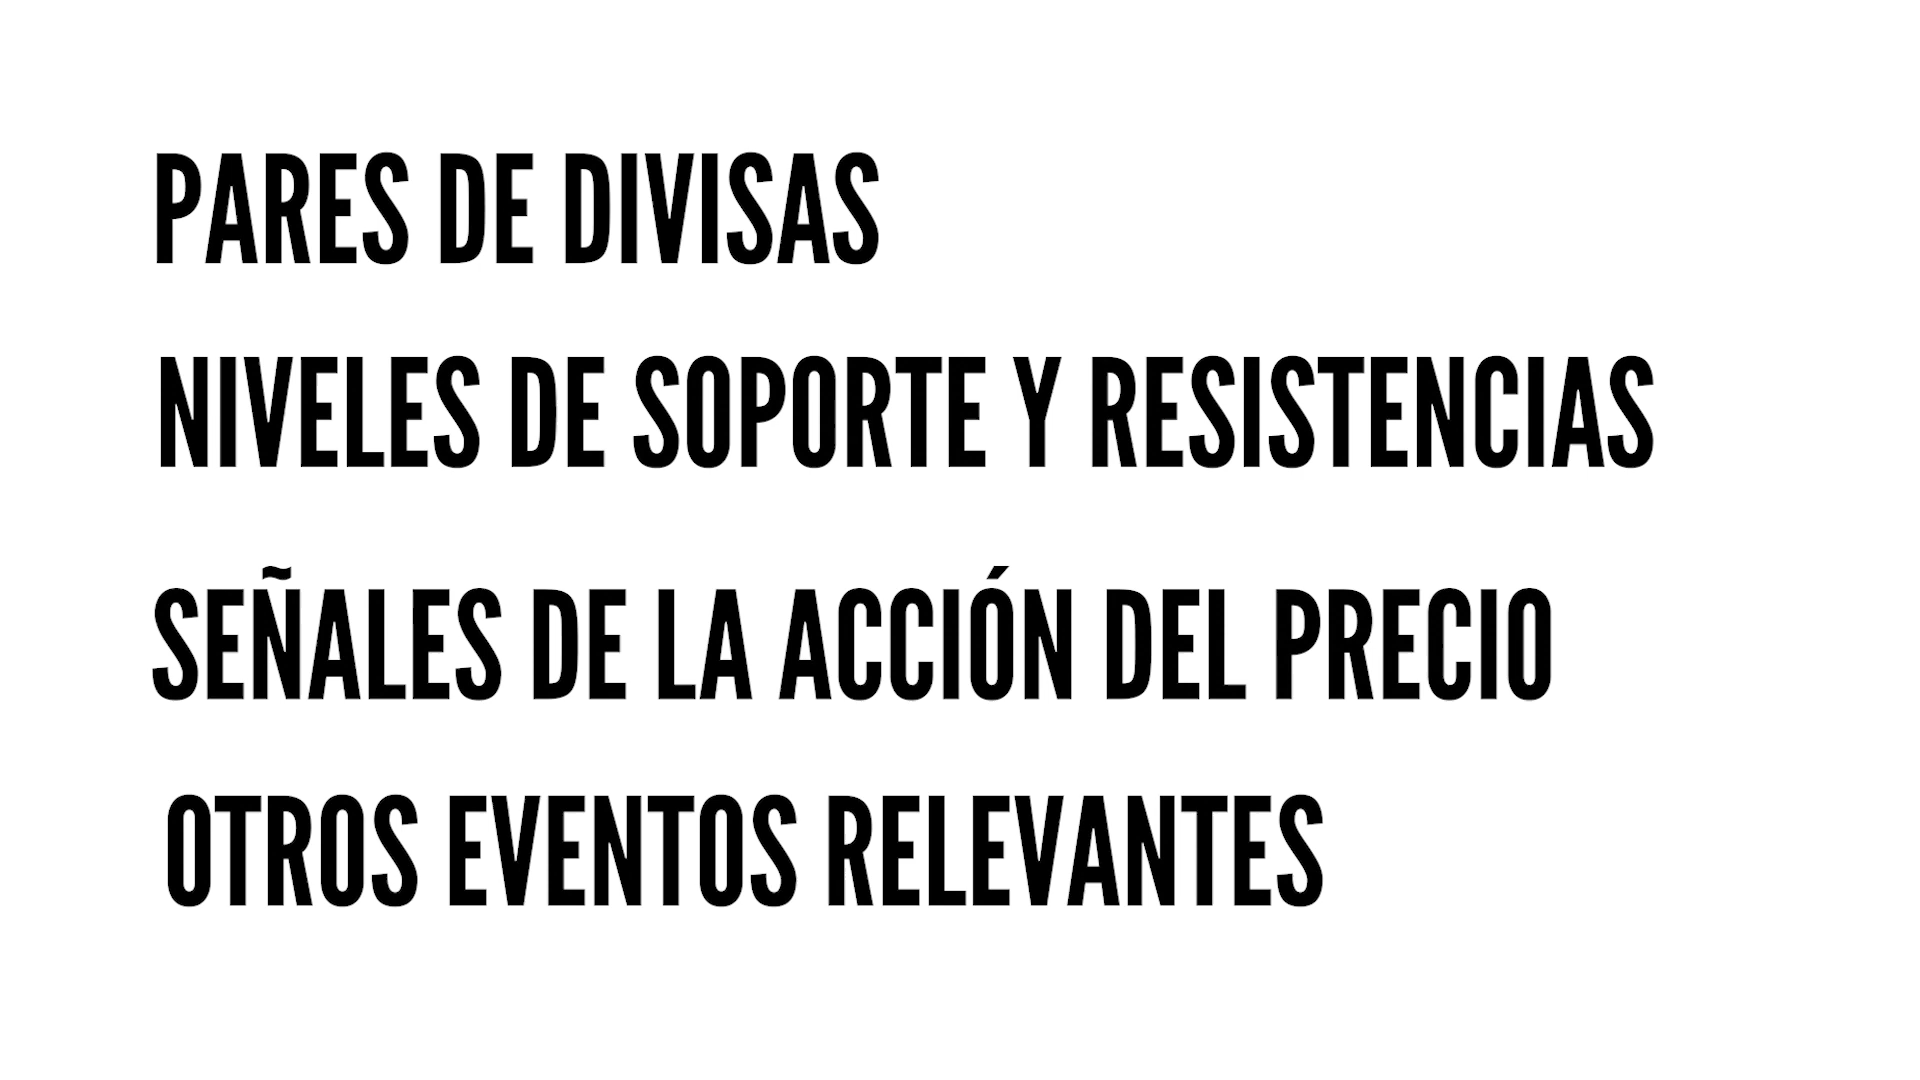 PARES DE DIVISAS
NIVELES DE SOPORTE Y RESISTENCIAS
SEÑALES DE LA ACCIÓN DEL PRECIO
OTROS EVENTOS RELEVANTES